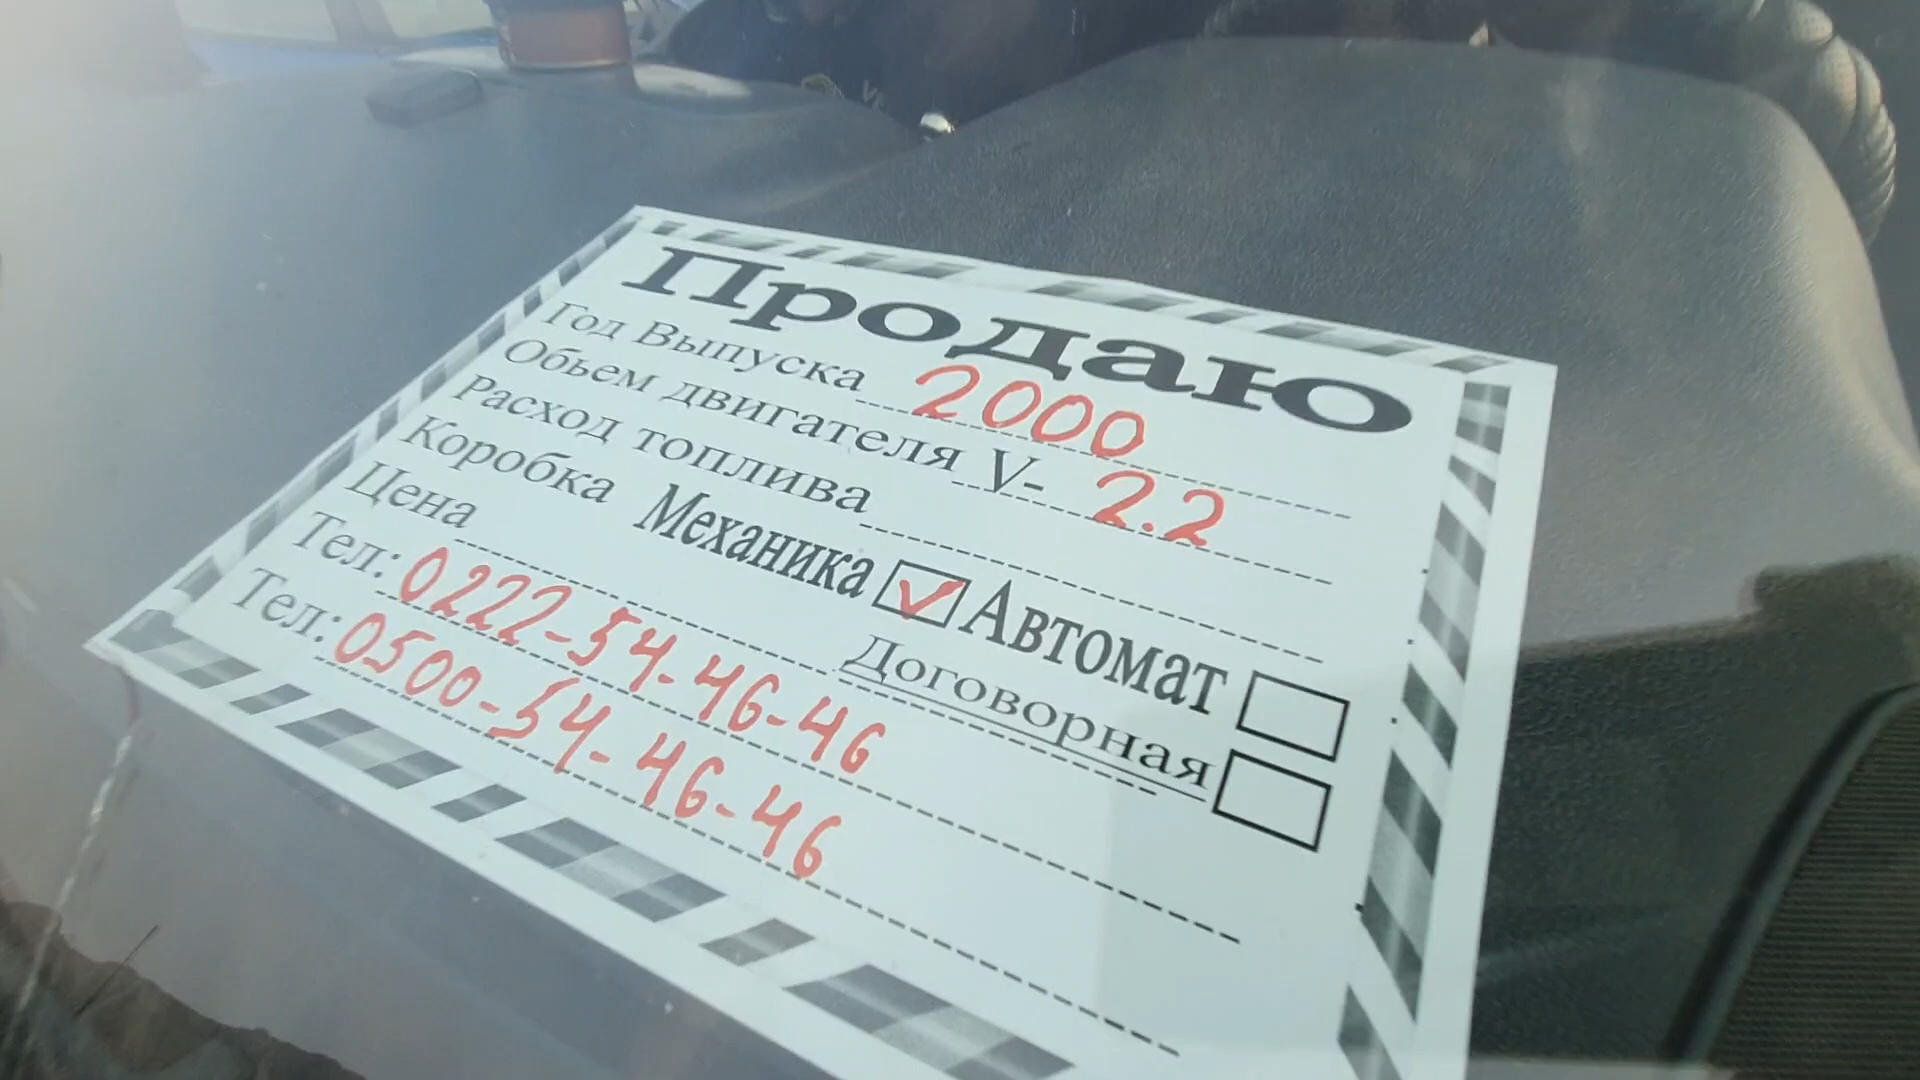 Продаю
Год Выпуска 2000
Обьем двигателя V- 2.2
Расход топлива
Коробка Механика Автомат
Цена Договорная
Тел: 0222-54-46-46
Тел: 0500-54-46-46